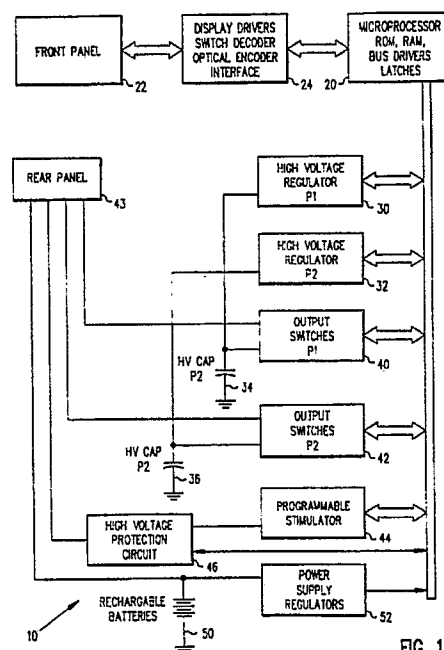 FRONT PANEL
22
DISPLAY DRIVERS
SWITCH DECODER
OPTICAL ENCODER
INTERFACE
24
MICROPROCESSOR
ROM, RAM,
BUS DRIVERS
LATCHES
20
REAR PANEL
43
HIGH VOLTAGE
REGULATOR
P1
30
HIGH VOLTAGE
REGULATOR
P2
32
OUTPUT
SWITCHES
P1
40
HV CAP
P2
34
OUTPUT
SWITCHES
P2
42
HV CAP
P2
36
PROGRAMMABLE
STIMULATOR
44
HIGH VOLTAGE
PROTECTION
CIRCUIT
46
POWER
SUPPLY
REGULATORS
52
RECHARGABLE
BATTERIES
50
10
FIG. 1